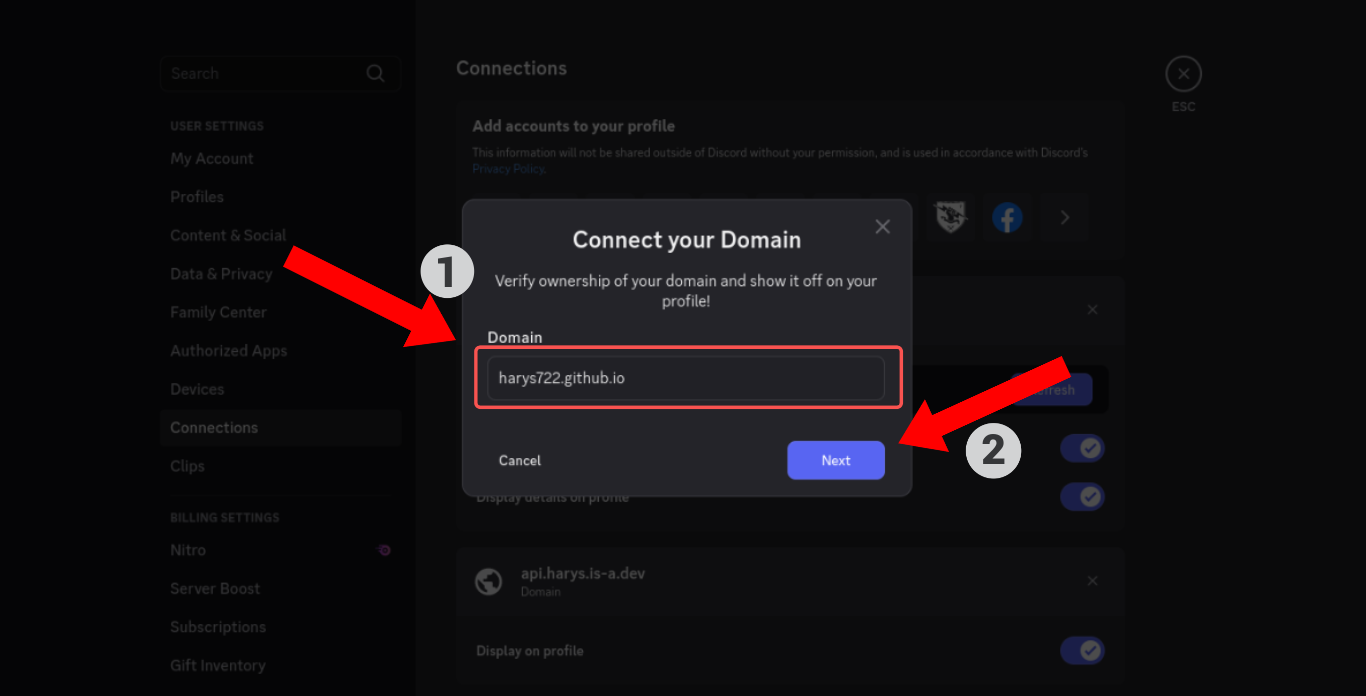 Search
USER SETTINGS
My Account
Profiles
Content & Social
Data & Privacy
Family Center
Authorized Apps
Devices
Connections
Clips
BILLING SETTINGS
Nitro
Server Boost
Subscriptions
Gift Inventory
Connections
Add accounts to your profile
This information will not be shared outside of Discord without your permission, and is used in accordance with Discord's
Privacy Policy.
ESC
1
Connect your Domain
Verify ownership of your domain and show it off on your
profile!
Domain
harys722.github.io
Cancel
Next
2
Display details on profile
api.harys.is-a.dev
Domain
Display on profile